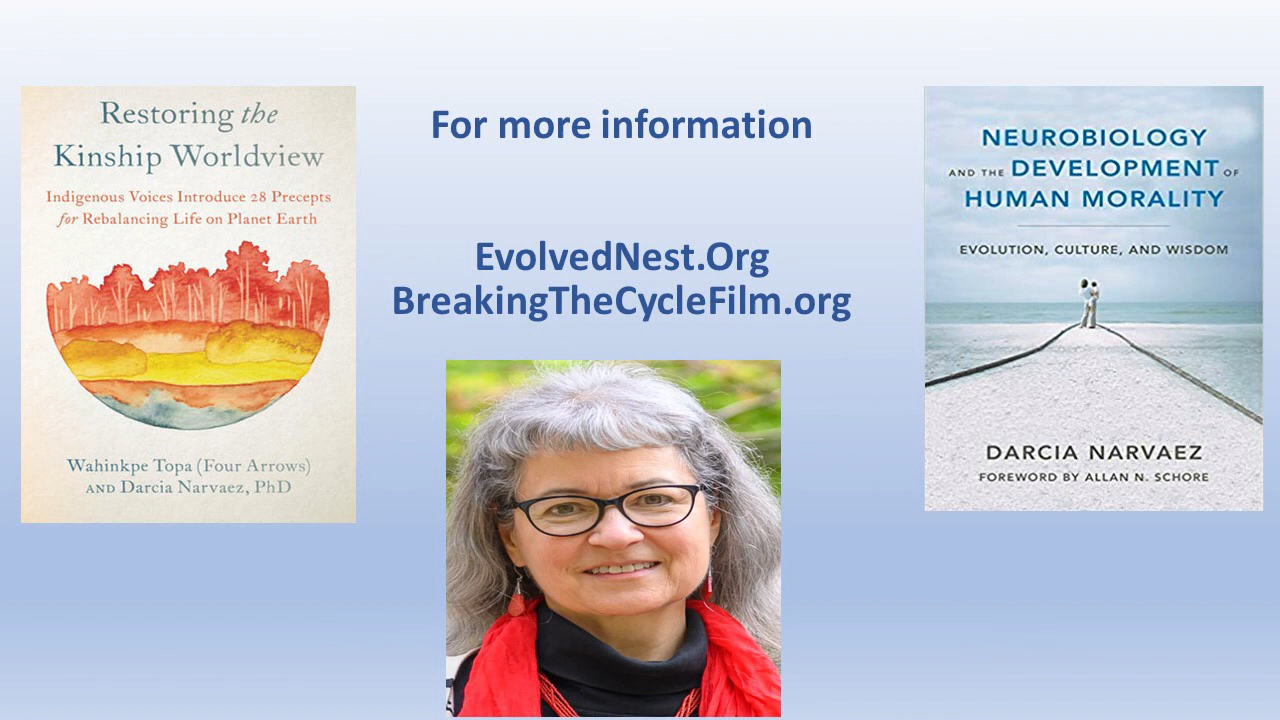 Restoring the
Kinship Worldview
Indigenous Voices Introduce 28 Precepts
for Rebalancing Life on Planet Earth
Wahinkpe Topa (Four Arrows)
AND Darcia Narvaez, PhD
For more information
EvolvedNest.Org
BreakingTheCycleFilm.org
NEUROBIOLOGY
AND THE DEVELOPMENT OF
HUMAN MORALITY
EVOLUTION, CULTURE, AND WISDOM
DARCIA NARVAEZ
FOREWORD BY ALLAN N. SCHORE